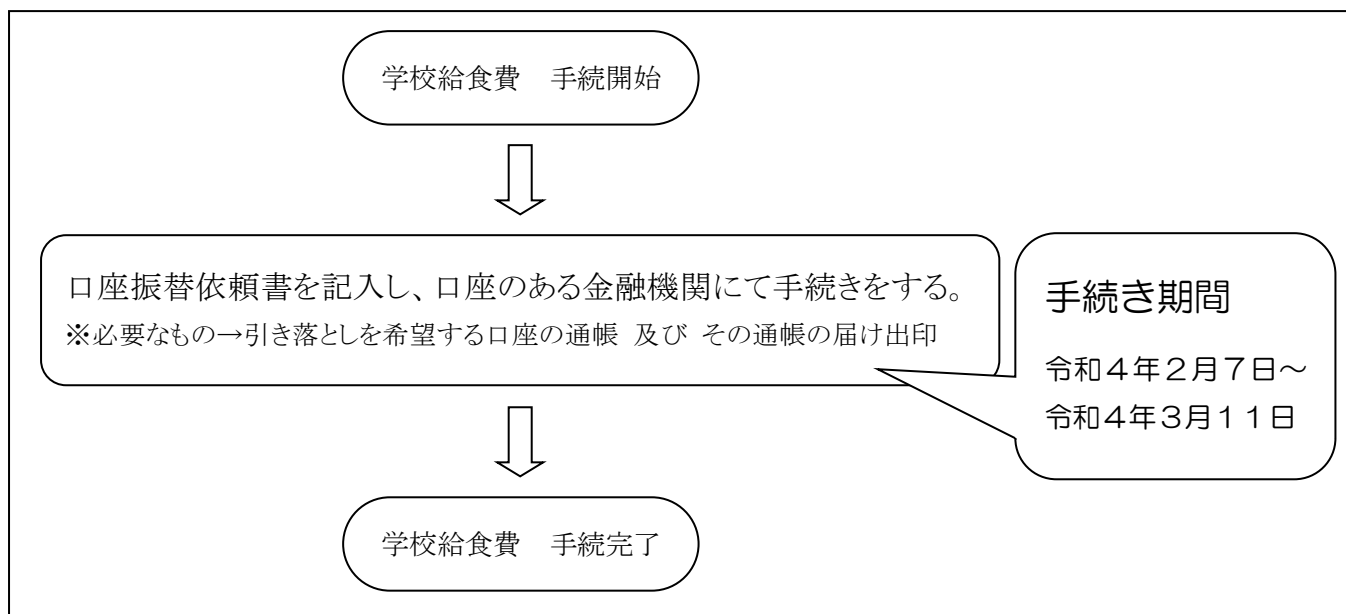 学校給食費　手続開始
口座振替依頼書を記入し、口座のある金融機関にて手続きをする。
※必要なもの→引き落としを希望する口座の通帳 及び その通帳の届け出印
手続き期間
令和４年２月７日～
令和４年３月１１日
学校給食費　手続完了